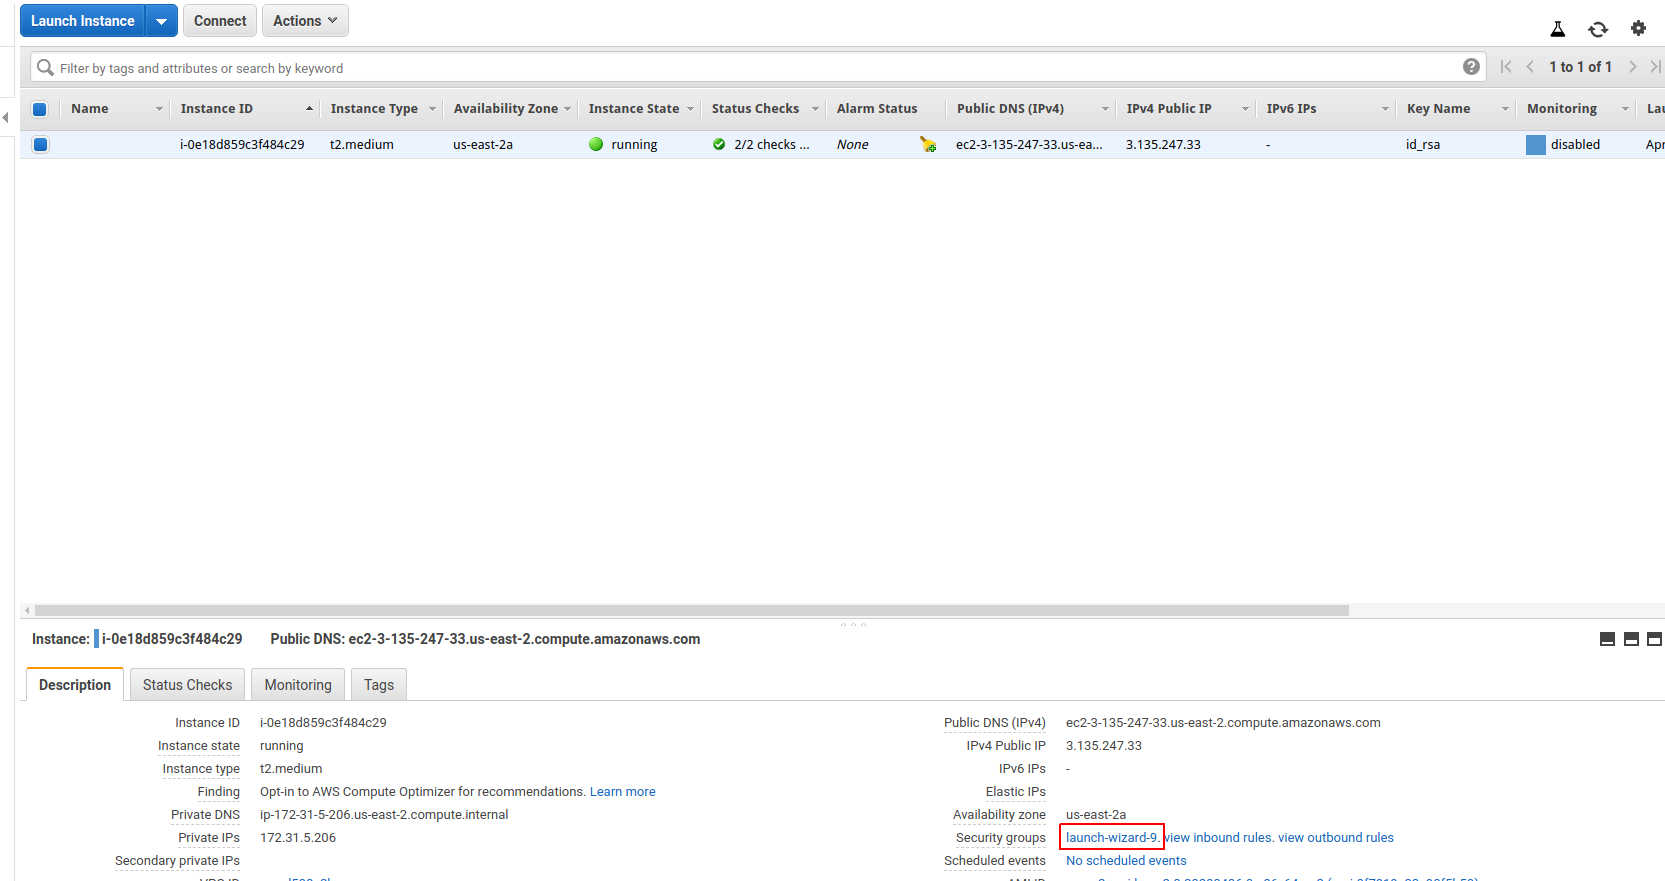 Launch Instance Connect Actions
Filter by tags and attributes or search by keyword ? 1 to 1 of 1
Name Instance ID Instance Type Availability Zone Instance State Status Checks Alarm Status Public DNS (IPv4) IPv4 Public IP IPv6 IPs Key Name Monitoring Lau
i-0e18d859c3f484c29 t2.medium us-east-2a running 2/2 checks ... None ec2-3-135-247-33.us-ea... 3.135.247.33 - id_rsa disabled Apr
Instance: i-0e18d859c3f484c29 Public DNS: ec2-3-135-247-33.us-east-2.compute.amazonaws.com
Description Status Checks Monitoring Tags
Instance ID i-0e18d859c3f484c29 Public DNS (IPv4) ec2-3-135-247-33.us-east-2.compute.amazonaws.com
Instance state running IPv4 Public IP 3.135.247.33
Instance type t2.medium IPv6 IPs -
Finding Opt-in to AWS Compute Optimizer for recommendations. Learn more Elastic IPs
Private DNS ip-172-31-5-206.us-east-2.compute.internal Availability zone us-east-2a
Private IPs 172.31.5.206 Security groups launch-wizard-9. view inbound rules. view outbound rules
Secondary private IPs Scheduled events No scheduled events